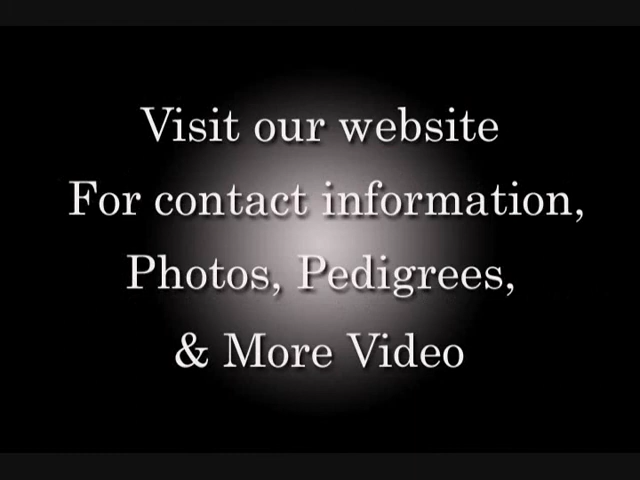 Visit our website
For contact information,
Photos, Pedigrees,
& More Video